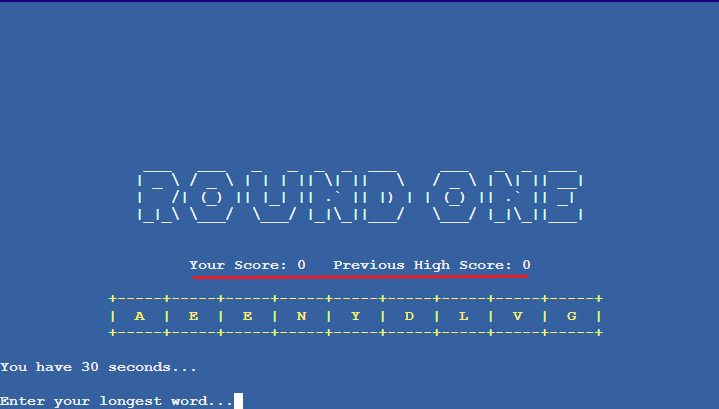 ROUND ONE
Your Score: 0 Previous High Score: 0
+-----+-----+-----+-----+-----+-----+-----+-----+-----+
| A | E | E | N | Y | D | L | V | G |
+-----+-----+-----+-----+-----+-----+-----+-----+-----+
You have 30 seconds...
Enter your longest word...